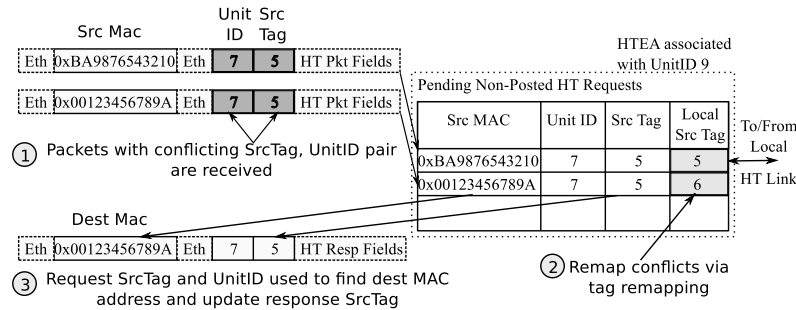 Src Mac
Unit ID
Src Tag
Eth 0xBA9876543210 Eth 7 5 HT Pkt Fields
Eth 0x00123456789A Eth 7 5 HT Pkt Fields
1 Packets with conflicting SrcTag, UnitID pair
are received
HTEA associated
with UnitID 9
Pending Non-Posted HT Requests
Src MAC Unit ID Src Tag Local Src Tag
0xBA9876543210 7 5 5
0x00123456789A 7 5 6
To/From
Local
HT Link
2 Remap conflicts via
tag remapping
Dest Mac
Eth 0x00123456789A Eth 7 5 HT Resp Fields
3 Request SrcTag and UnitID used to find dest MAC
address and update response SrcTag